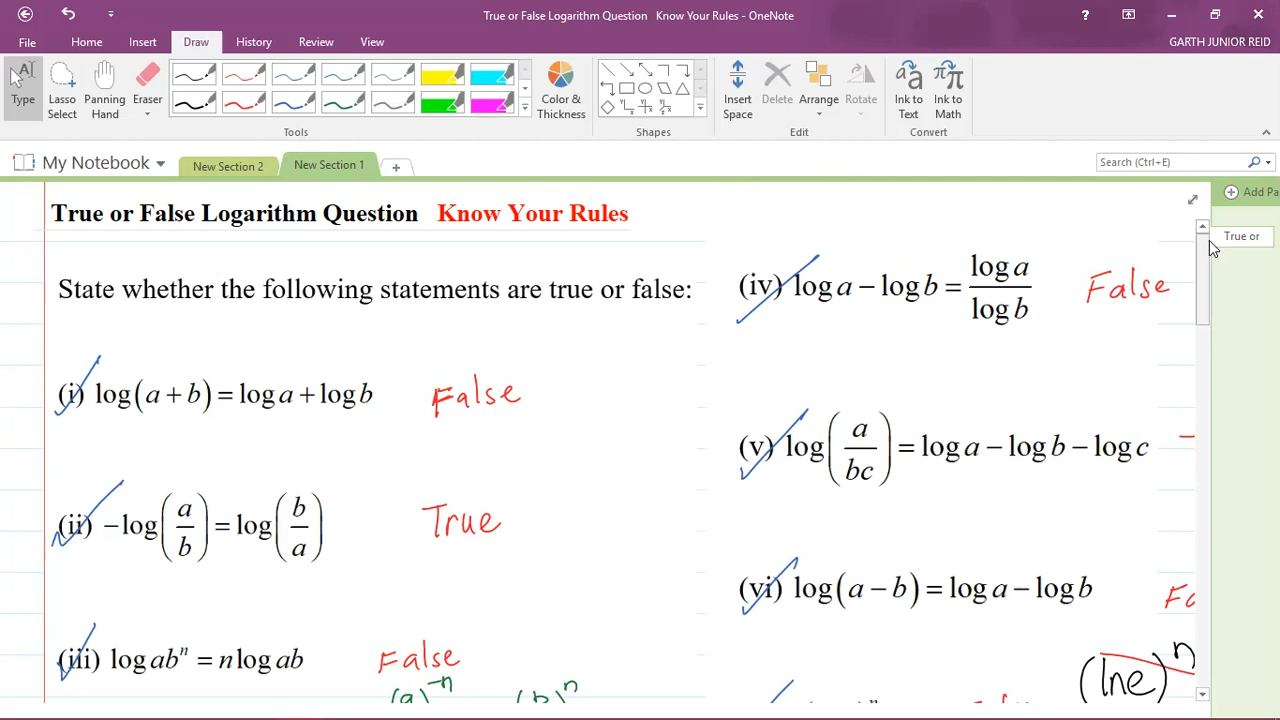 True or False Logarithm Question Know Your Rules - OneNote
GARTH JUNIOR REID
File Home Insert Draw History Review View
Type
Lasso Select
Panning Hand
Eraser
Color & Thickness
Insert Space
Delete
Arrange
Rotate
Ink to Text
Ink to Math
Tools
Shapes
Edit
Convert
My Notebook
New Section 2
New Section 1
Search (Ctrl+E)
Add Pa
True or
True or False Logarithm Question Know Your Rules
State whether the following statements are true or false:
(i) log(a + b) = log a + log b False
(ii) −log(a/b) = log(b/a) True
(iii) log abⁿ = n log ab False
(a)⁻ⁿ (b)ⁿ
(iv) log a − log b = log a / log b False
(v) log(a/bc) = log a − log b − log c
(vi) log(a − b) = log a − log b Fa
(lne)ⁿ